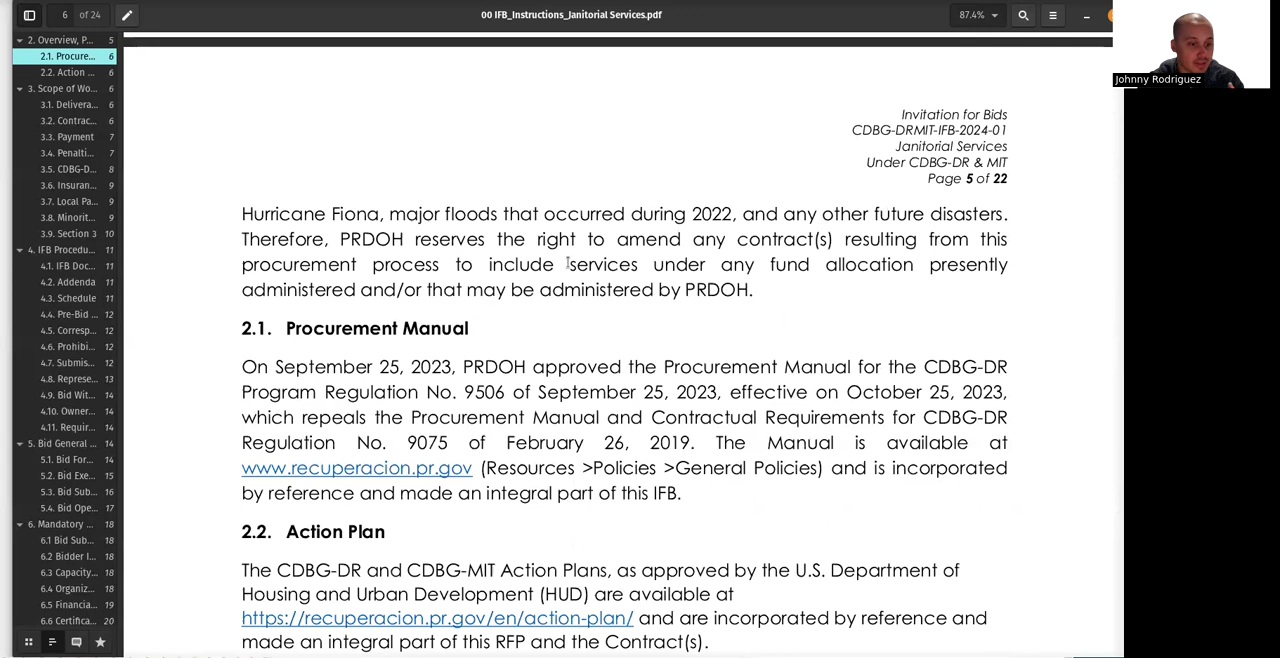 6 of 24
00 IFB_Instructions_Janitorial Services.pdf
87.4%
Johnny Rodriguez
2. Overview, P... 5
2.1. Procure... 6
2.2. Action ... 6
3. Scope of Wo... 6
3.1. Delivera... 6
3.2. Contrac... 6
3.3. Payment 7
3.4. Penalti... 7
3.5. CDBG-D... 8
3.6. Insuran... 9
3.7. Local Pa... 9
3.8. Minorit... 9
3.9. Section 3 10
4. IFB Procedu... 11
4.1. IFB Doc... 11
4.2. Addenda 11
4.3. Schedule 11
4.4. Pre-Bid ... 12
4.5. Corresp... 12
4.6. Prohibi... 12
4.7. Submis... 12
4.8. Represe... 13
4.9. Bid Wit... 14
4.10. Owner... 14
4.11. Requir... 14
5. Bid General ... 14
5.1. Bid For... 14
5.2. Bid Exe... 15
5.3. Bid Sub... 16
5.4. Bid Ope... 17
6. Mandatory ... 18
6.1 Bid Sub... 18
6.2 Bidder I... 18
6.3 Capacity... 18
6.4 Organiz... 18
6.5 Financia... 19
6.6 Certifica... 20
Invitation for Bids
CDBG-DRMIT-IFB-2024-01
Janitorial Services
Under CDBG-DR & MIT
Page 5 of 22
Hurricane Fiona, major floods that occurred during 2022, and any other future disasters.
Therefore, PRDOH reserves the right to amend any contract(s) resulting from this
procurement process to include services under any fund allocation presently
administered and/or that may be administered by PRDOH.
2.1. Procurement Manual
On September 25, 2023, PRDOH approved the Procurement Manual for the CDBG-DR
Program Regulation No. 9506 of September 25, 2023, effective on October 25, 2023,
which repeals the Procurement Manual and Contractual Requirements for CDBG-DR
Regulation No. 9075 of February 26, 2019. The Manual is available at
www.recuperacion.pr.gov (Resources >Policies >General Policies) and is incorporated
by reference and made an integral part of this IFB.
2.2. Action Plan
The CDBG-DR and CDBG-MIT Action Plans, as approved by the U.S. Department of
Housing and Urban Development (HUD) are available at
https://recuperacion.pr.gov/en/action-plan/ and are incorporated by reference and
made an integral part of this RFP and the Contract(s).